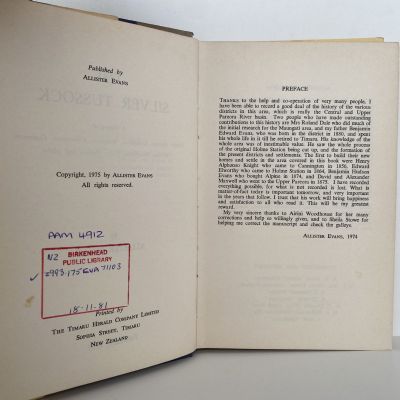 Published by
ALLISTER EVANS
Copyright, 1975 by ALLISTER EVANS
All rights reserved.
PAM 4912
NZ
BIRKENHEAD
PUBLIC LIBRARY
993.175 EVA 71103
18-11-81
Printed by
THE TIMARU HERALD COMPANY LIMITED
SOPHIA STREET, TIMARU
NEW ZEALAND
PREFACE
THANKS to the help and co-operation of very many people, I
have been able to record a good deal of the history of the various
districts in this area, which is really the Central and Upper
Pareora River basin. Two people who have made outstanding
contributions to this history are Mrs Roland Dale who did much of
the initial research for the Maungati area, and my father Benjamin
Edward Evans, who was born in the district in 1880, and spent
his whole life in it till he retired to Timaru. His knowledge of the
whole area was of inestimable value. He saw the whole process
of the original Holme Station being cut up, and the formation of
the present districts and settlements. The first to build their new
homes and settle in the area covered in this book were Henry
Alphonso Knight who came to Cannington in 1856, Edward
Elworthy who came to Holme Station in 1864, Benjamin Hudson
Evans who bought Alpina in 1874, and David and Alexander
Maxwell who went to the Upper Pareora in 1875. I have recorded
everything possible, for what is not recorded is lost. What is
matter-of-fact today is important tomorrow, and very important
in the years that follow. I trust that his work will bring happiness
and satisfaction to all who read it. This will be my greatest
reward.
My very sincere thanks to Airini Woodhouse for her many
corrections and help so willingly given, and to Sheila Stowe for
helping me correct the manuscript and check the galleys.
ALLISTER EVANS, 1974